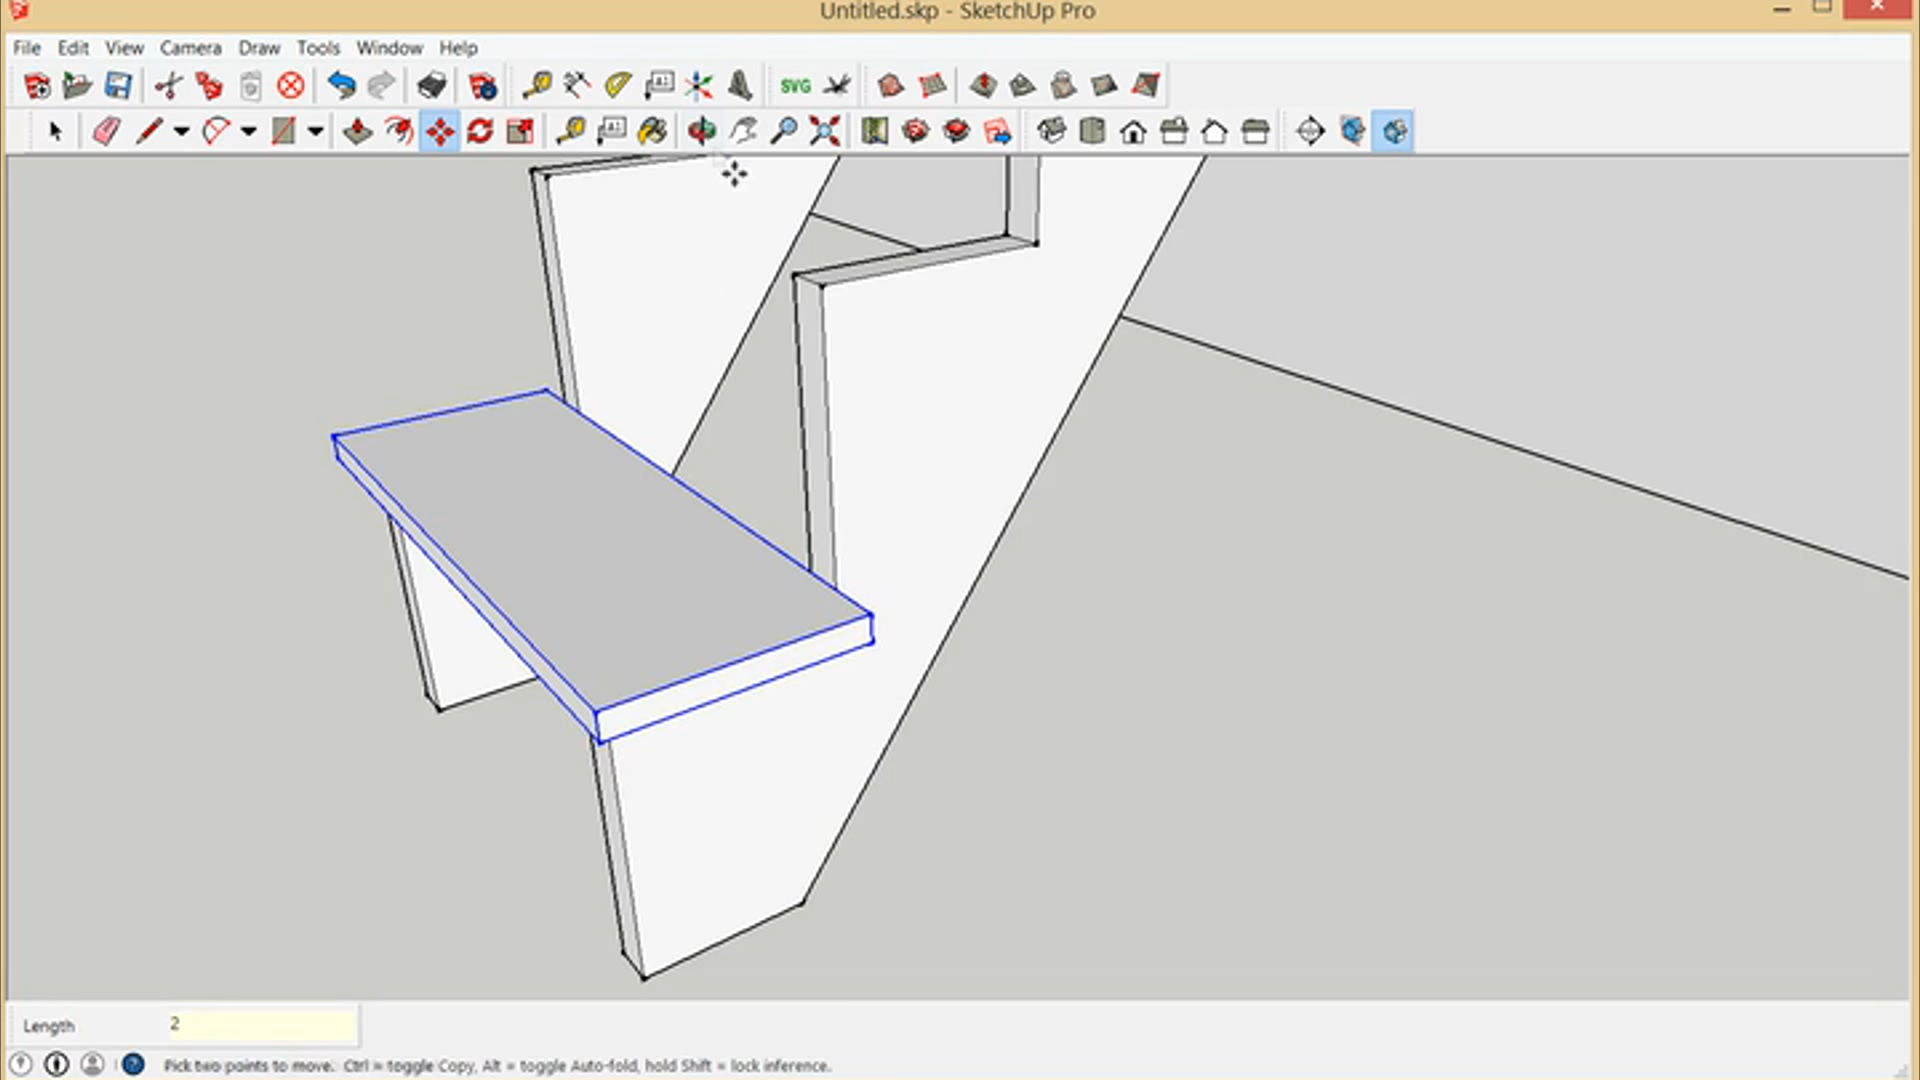 Untitled.skp - SketchUp Pro
File Edit View Camera Draw Tools Window Help
SVG
Length 2
Pick two points to move. Ctrl = toggle Copy, Alt = toggle Auto-fold, hold Shift = lock inference.